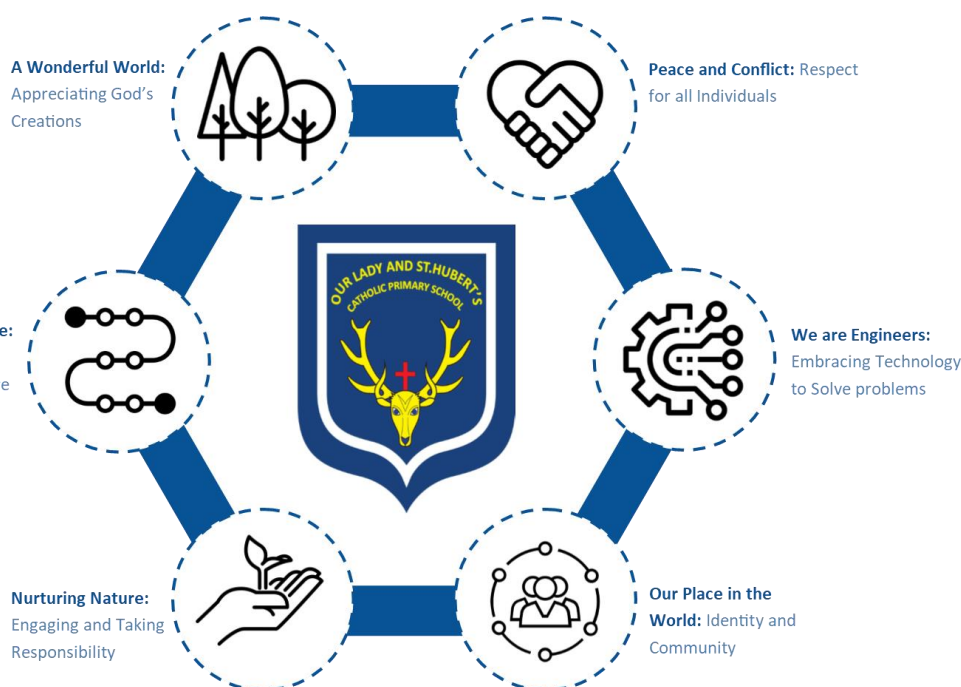 A Wonderful World:
Appreciating God's
Creations
Peace and Conflict: Respect
for all Individuals
OUR LADY AND ST.HUBERT'S
CATHOLIC PRIMARY SCHOOL
We are Engineers:
Embracing Technology
to Solve problems
Nurturing Nature:
Engaging and Taking
Responsibility
Our Place in the
World: Identity and
Community